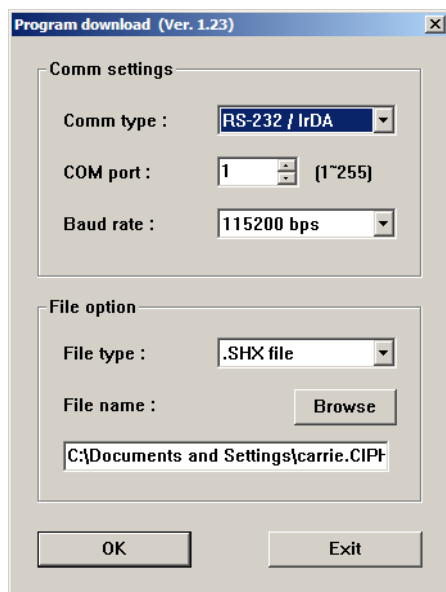 Program download (Ver. 1.23)
Comm settings
Comm type : RS-232 / IrDA
COM port : 1 (1~255)
Baud rate : 115200 bps
File option
File type : .SHX file
File name : Browse
C:\Documents and Settings\carrie.CIPH
OK Exit